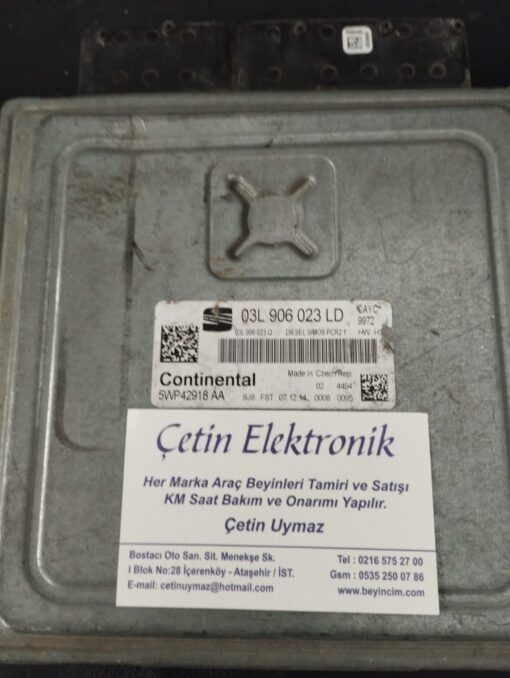 03L 906 023 LD
CAYC
9972
03L 906 023 Q DIESEL SIMOS PCR2.1 HW: H
Continental
Made in Czech Rep.
02 4494
5WP42918 AA
SJ8 FST 07.12.14 0008 0095
Çetin Elektronik
Her Marka Araç Beyinleri Tamiri ve Satışı
KM Saat Bakım ve Onarımı Yapılır.
Çetin Uymaz
Bostacı Oto San. Sit. Menekşe Sk.
I Blok No:28 İçerenköy - Ataşehir / İST.
E-mail: cetinuymaz@hotmail.com
Tel : 0216 575 27 00
Gsm : 0535 250 07 86
www.beyincim.com